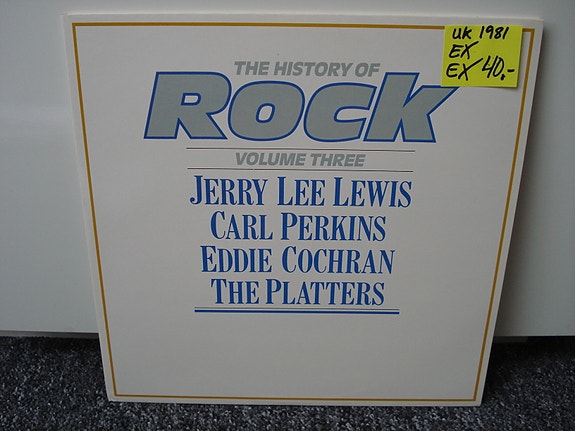 UK 1981
EX
EX 40,-
THE HISTORY OF
ROCK
VOLUME THREE
JERRY LEE LEWIS
CARL PERKINS
EDDIE COCHRAN
THE PLATTERS